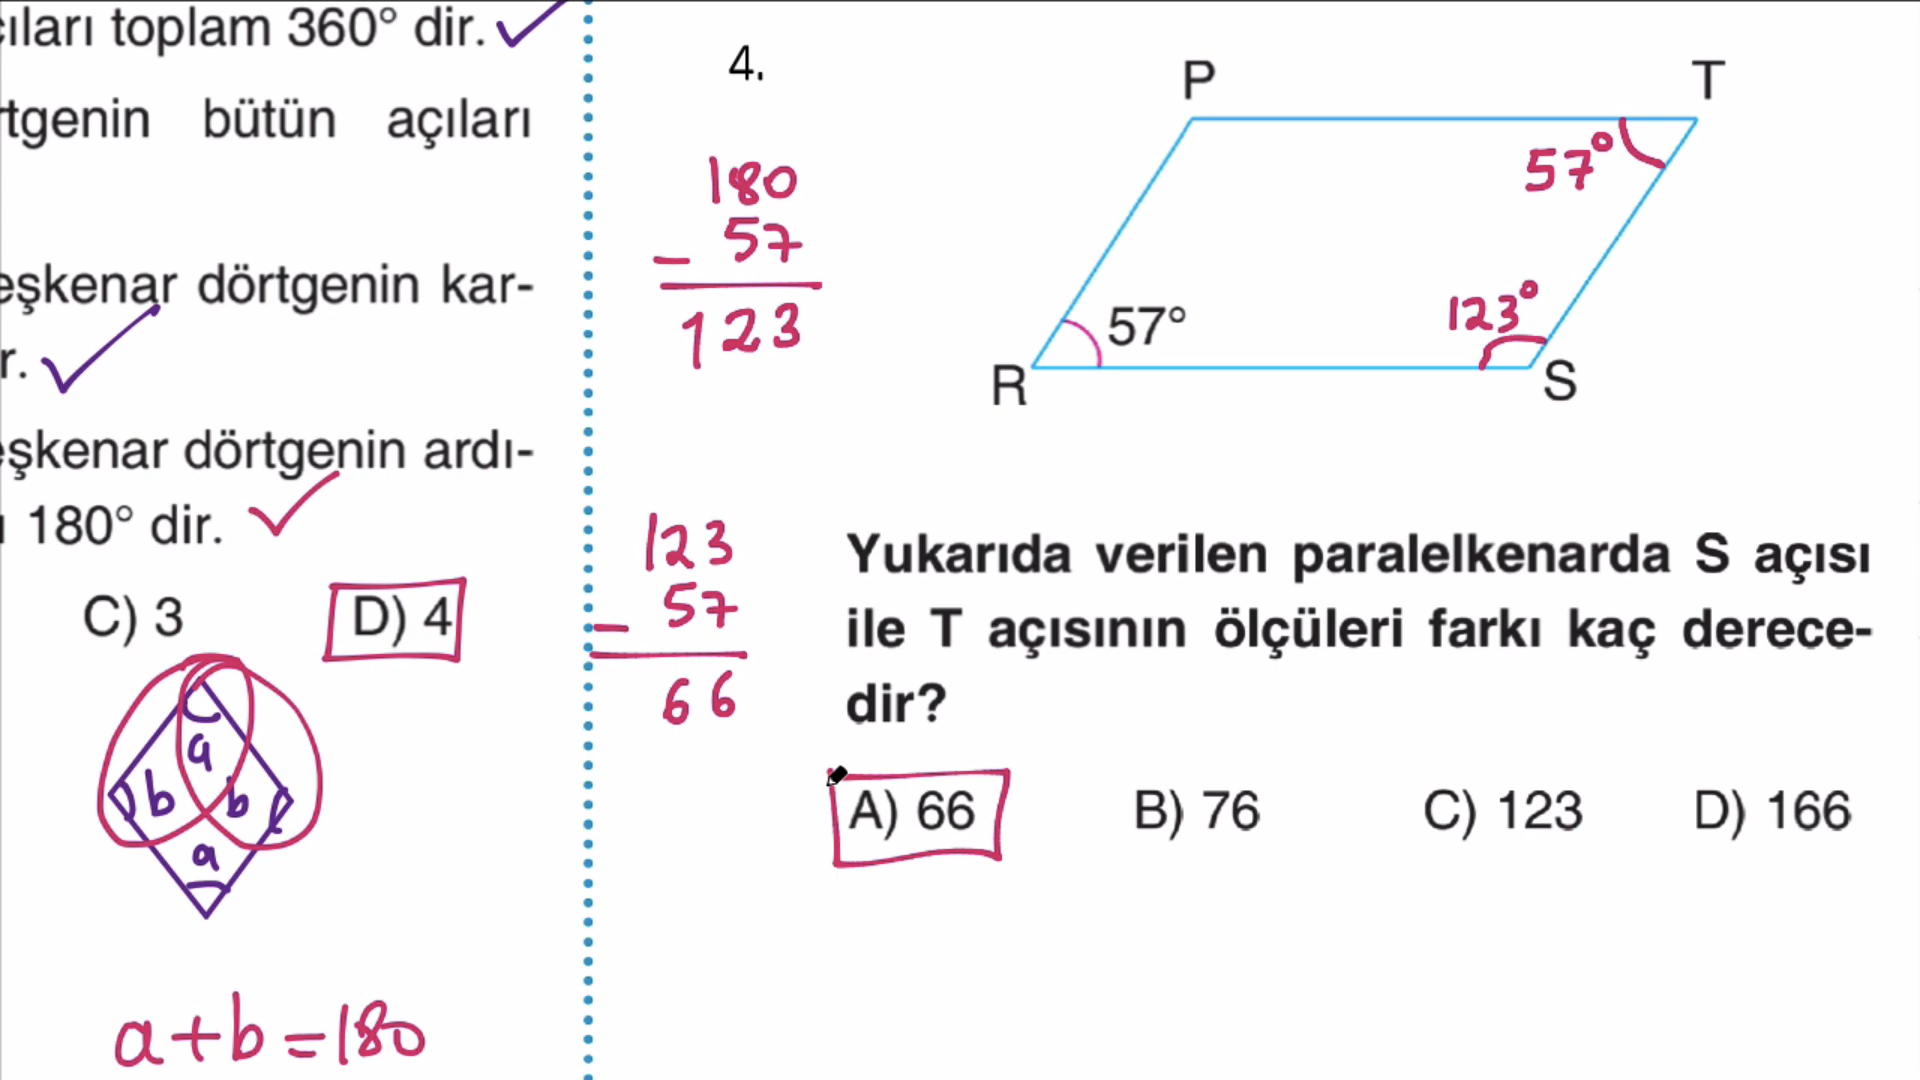 çıları toplam 360° dir.
rtgenin bütün açıları
eşkenar dörtgenin kar-
r.
eşkenar dörtgenin ardı-
ı 180° dir.
C) 3 D) 4
a
b b
a
a+b=180
4.
180
- 57
123
P T
57°
57°
123°
R S
123
- 57
66
Yukarıda verilen paralelkenarda S açısı
ile T açısının ölçüleri farkı kaç derece-
dir?
A) 66 B) 76 C) 123 D) 166